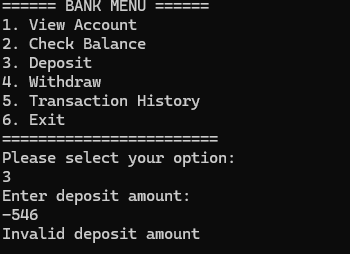 ====== BANK MENU ======
1. View Account
2. Check Balance
3. Deposit
4. Withdraw
5. Transaction History
6. Exit
========================
Please select your option:
3
Enter deposit amount:
-546
Invalid deposit amount